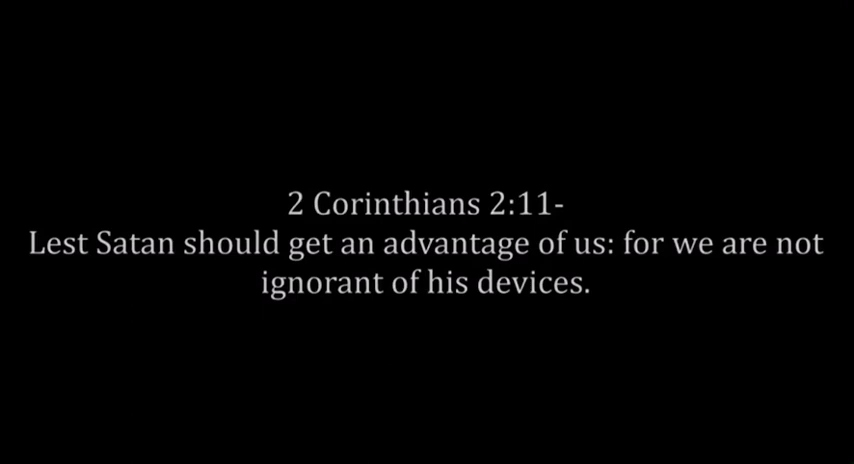 2 Corinthians 2:11-
Lest Satan should get an advantage of us: for we are not
ignorant of his devices.